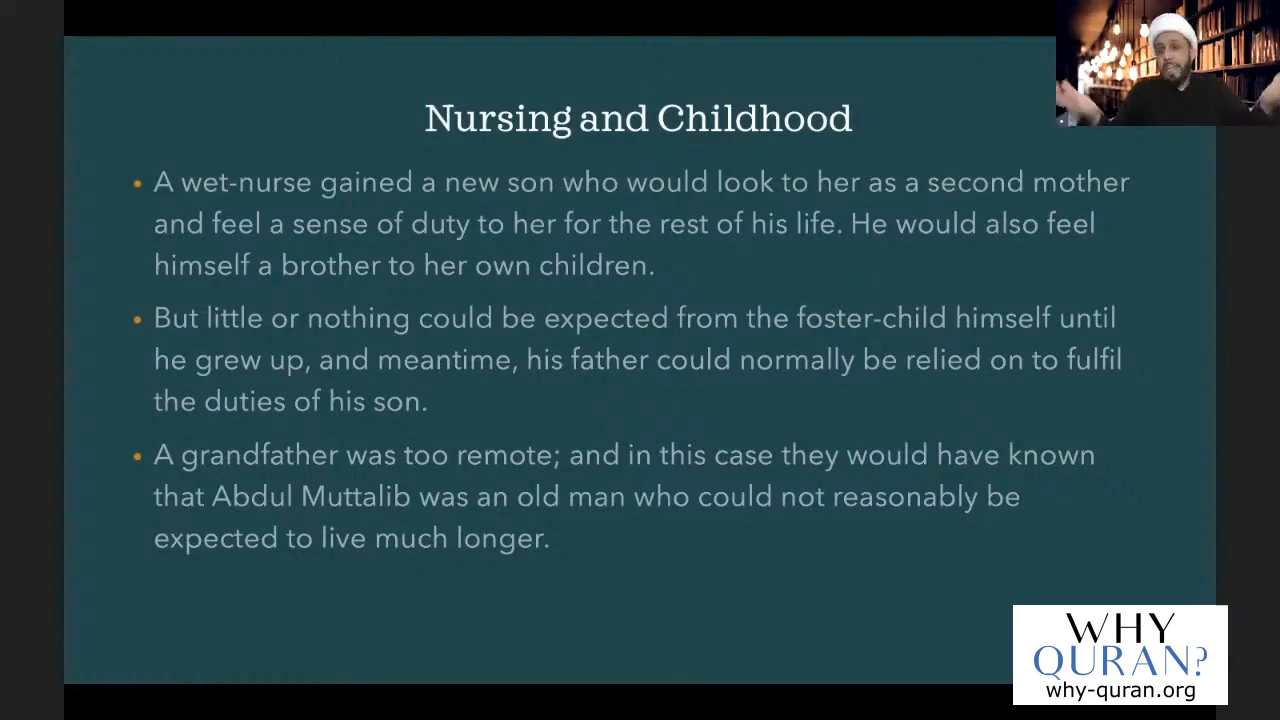 Nursing and Childhood
• A wet-nurse gained a new son who would look to her as a second mother
and feel a sense of duty to her for the rest of his life. He would also feel
himself a brother to her own children.
• But little or nothing could be expected from the foster-child himself until
he grew up, and meantime, his father could normally be relied on to fulfil
the duties of his son.
• A grandfather was too remote; and in this case they would have known
that Abdul Muttalib was an old man who could not reasonably be
expected to live much longer.
WHY
QURAN?
why-quran.org